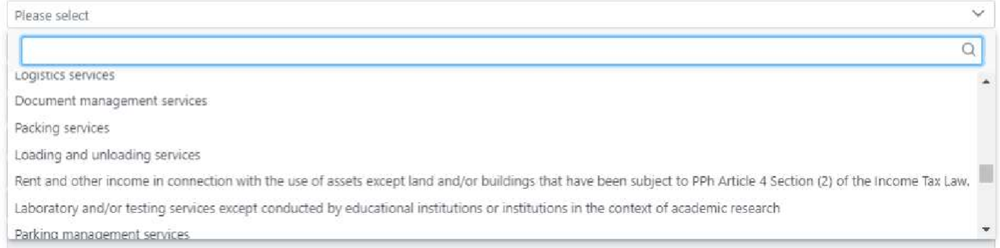 Please select
Logistics services
Document management services
Packing services
Loading and unloading services
Rent and other income in connection with the use of assets except land and/or buildings that have been subject to PPh Article 4 Section (2) of the Income Tax Law.
Laboratory and/or testing services except conducted by educational institutions or institutions in the context of academic research
Parking management services